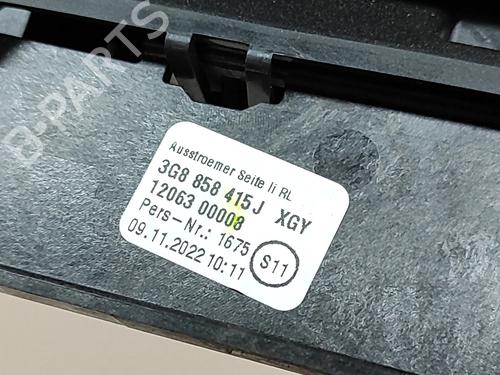 B-PARTS
Ausstroemer Seite li RL
3G8 858 415J XGY
12063 00008
Pers-Nr.: 1675
09.11.2022 10:11
S11